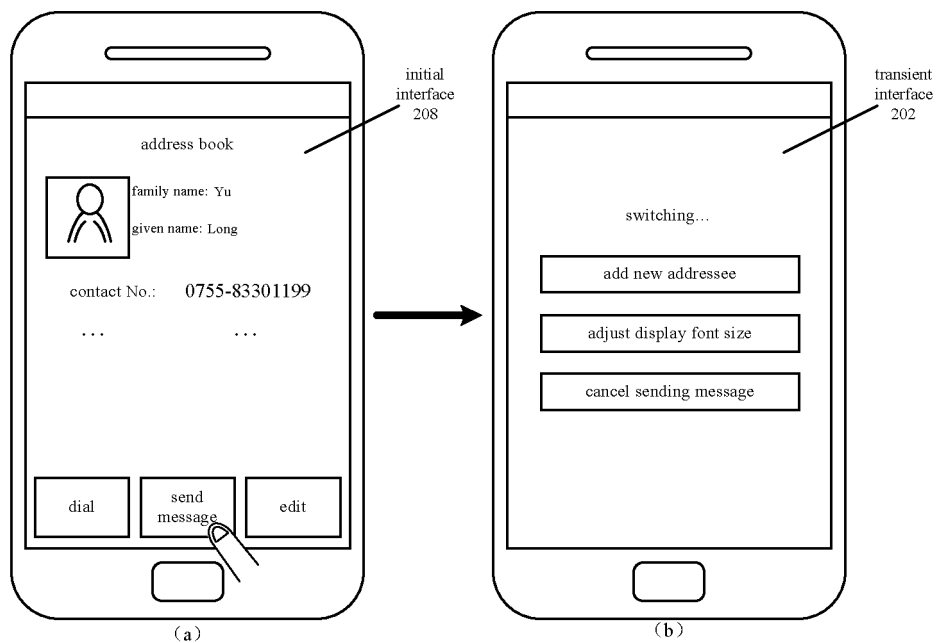 initial
interface
208
address book
family name: Yu
given name: Long
contact No.: 0755-83301199
... ...
dial
send
message
edit
(a)
transient
interface
202
switching...
add new addressee
adjust display font size
cancel sending message
(b)